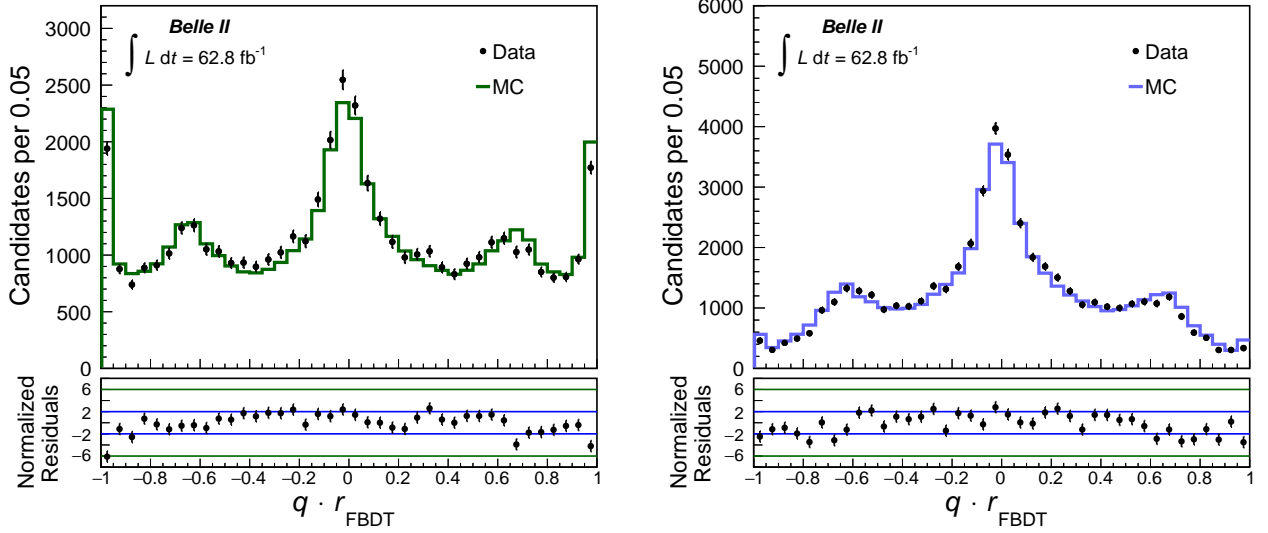 Belle II
∫ L dt = 62.8 fb⁻¹
Data
MC
Candidates per 0.05
3000
2500
2000
1500
1000
500
0
Normalized Residuals
6
2
−2
−6
−1 −0.8 −0.6 −0.4 −0.2 0 0.2 0.4 0.6 0.8 1
q · r_FBDT
Belle II
∫ L dt = 62.8 fb⁻¹
Data
MC
Candidates per 0.05
6000
5000
4000
3000
2000
1000
0
Normalized Residuals
6
2
−2
−6
−1 −0.8 −0.6 −0.4 −0.2 0 0.2 0.4 0.6 0.8 1
q · r_FBDT